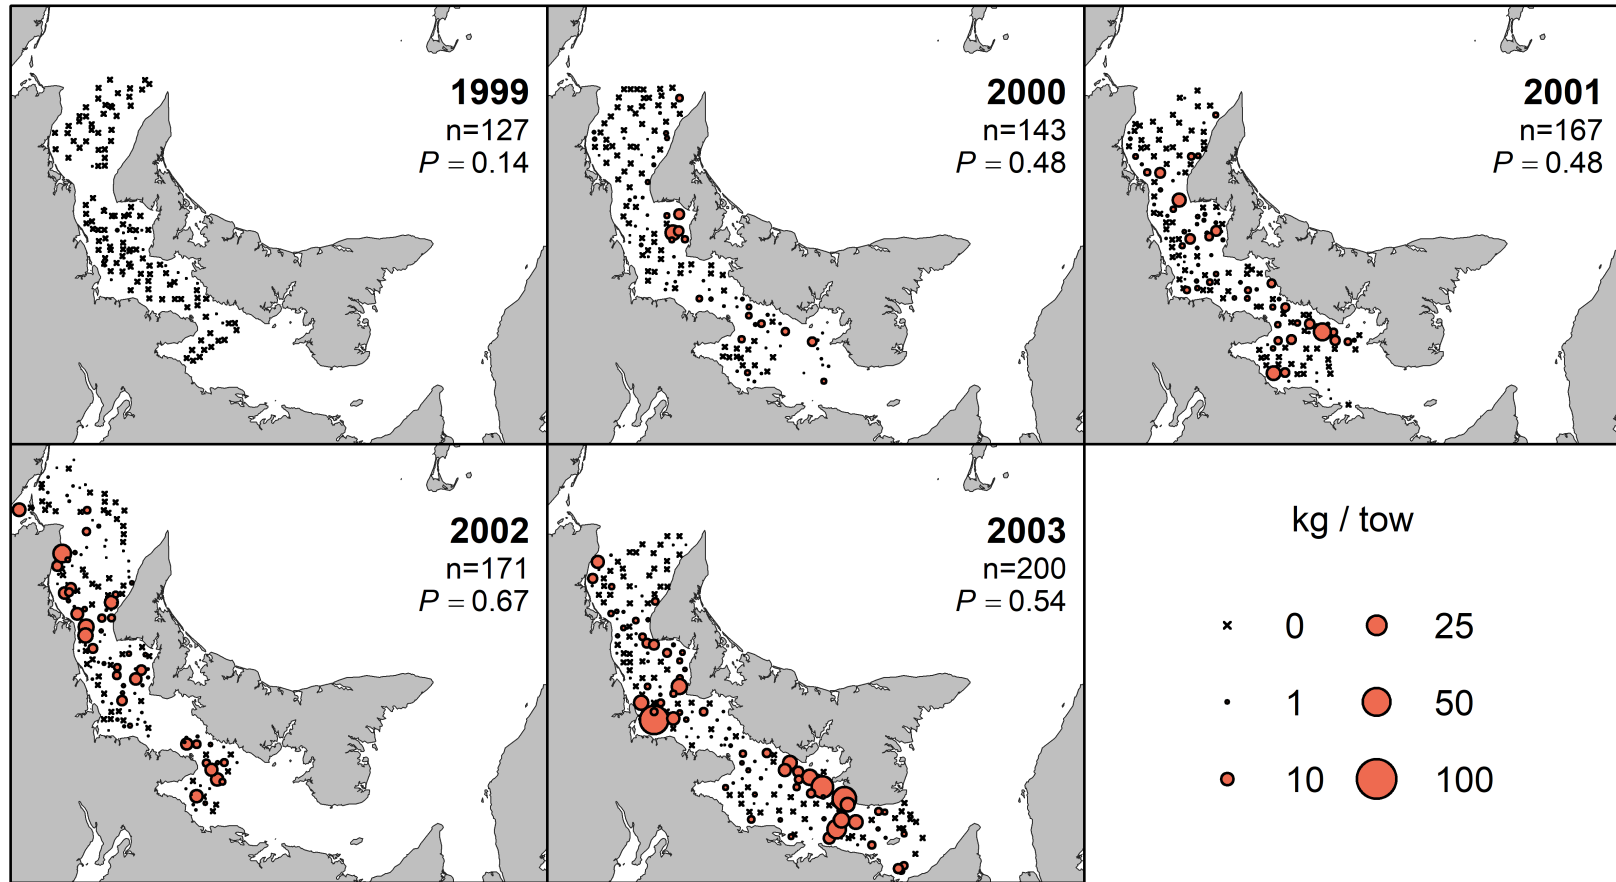 1999
n=127
P = 0.14
2000
n=143
P = 0.48
2001
n=167
P = 0.48
2002
n=171
P = 0.67
2003
n=200
P = 0.54
kg / tow
0 25
1 50
10 100